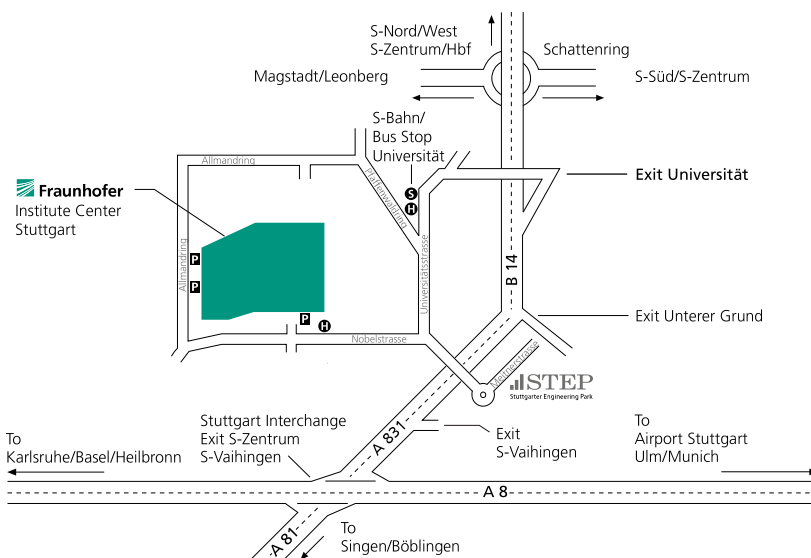 S-Nord/West
S-Zentrum/Hbf
Schattenring
Magstadt/Leonberg
S-Süd/S-Zentrum
S-Bahn/
Bus Stop
Universität
Allmandring
Pfaffenwaldring
S
H
Exit Universität
Fraunhofer
Institute Center
Stuttgart
Allmandring
P
P
Universitätsstrasse
B 14
P
H
Exit Unterer Grund
Nobelstrasse
Meitnerstrasse
STEP
Stuttgarter Engineering Park
Stuttgart Interchange
Exit S-Zentrum
S-Vaihingen
A 831
Exit
S-Vaihingen
To
Karlsruhe/Basel/Heilbronn
To
Airport Stuttgart
Ulm/Munich
A 8
A 81
To
Singen/Böblingen